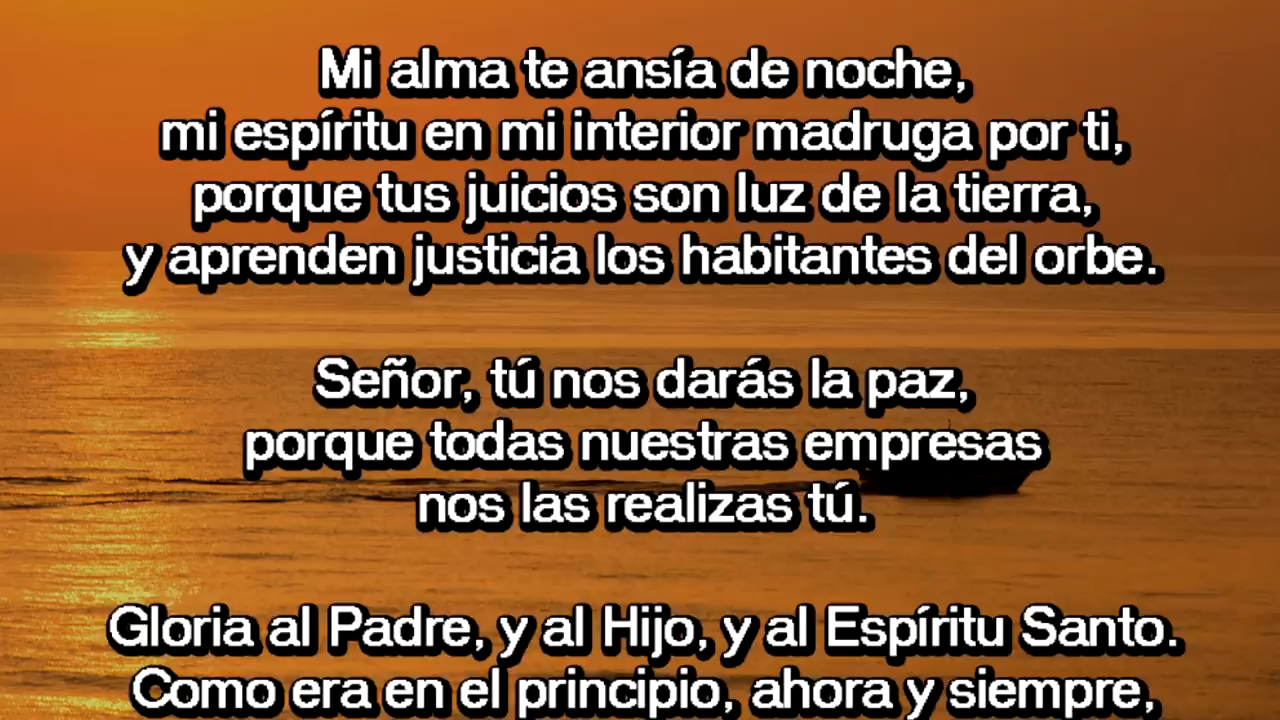 Mi alma te ansía de noche,
mi espíritu en mi interior madruga por ti,
porque tus juicios son luz de la tierra,
y aprenden justicia los habitantes del orbe.
Señor, tú nos darás la paz,
porque todas nuestras empresas
nos las realizas tú.
Gloria al Padre, y al Hijo, y al Espíritu Santo.
Como era en el principio, ahora y siempre,